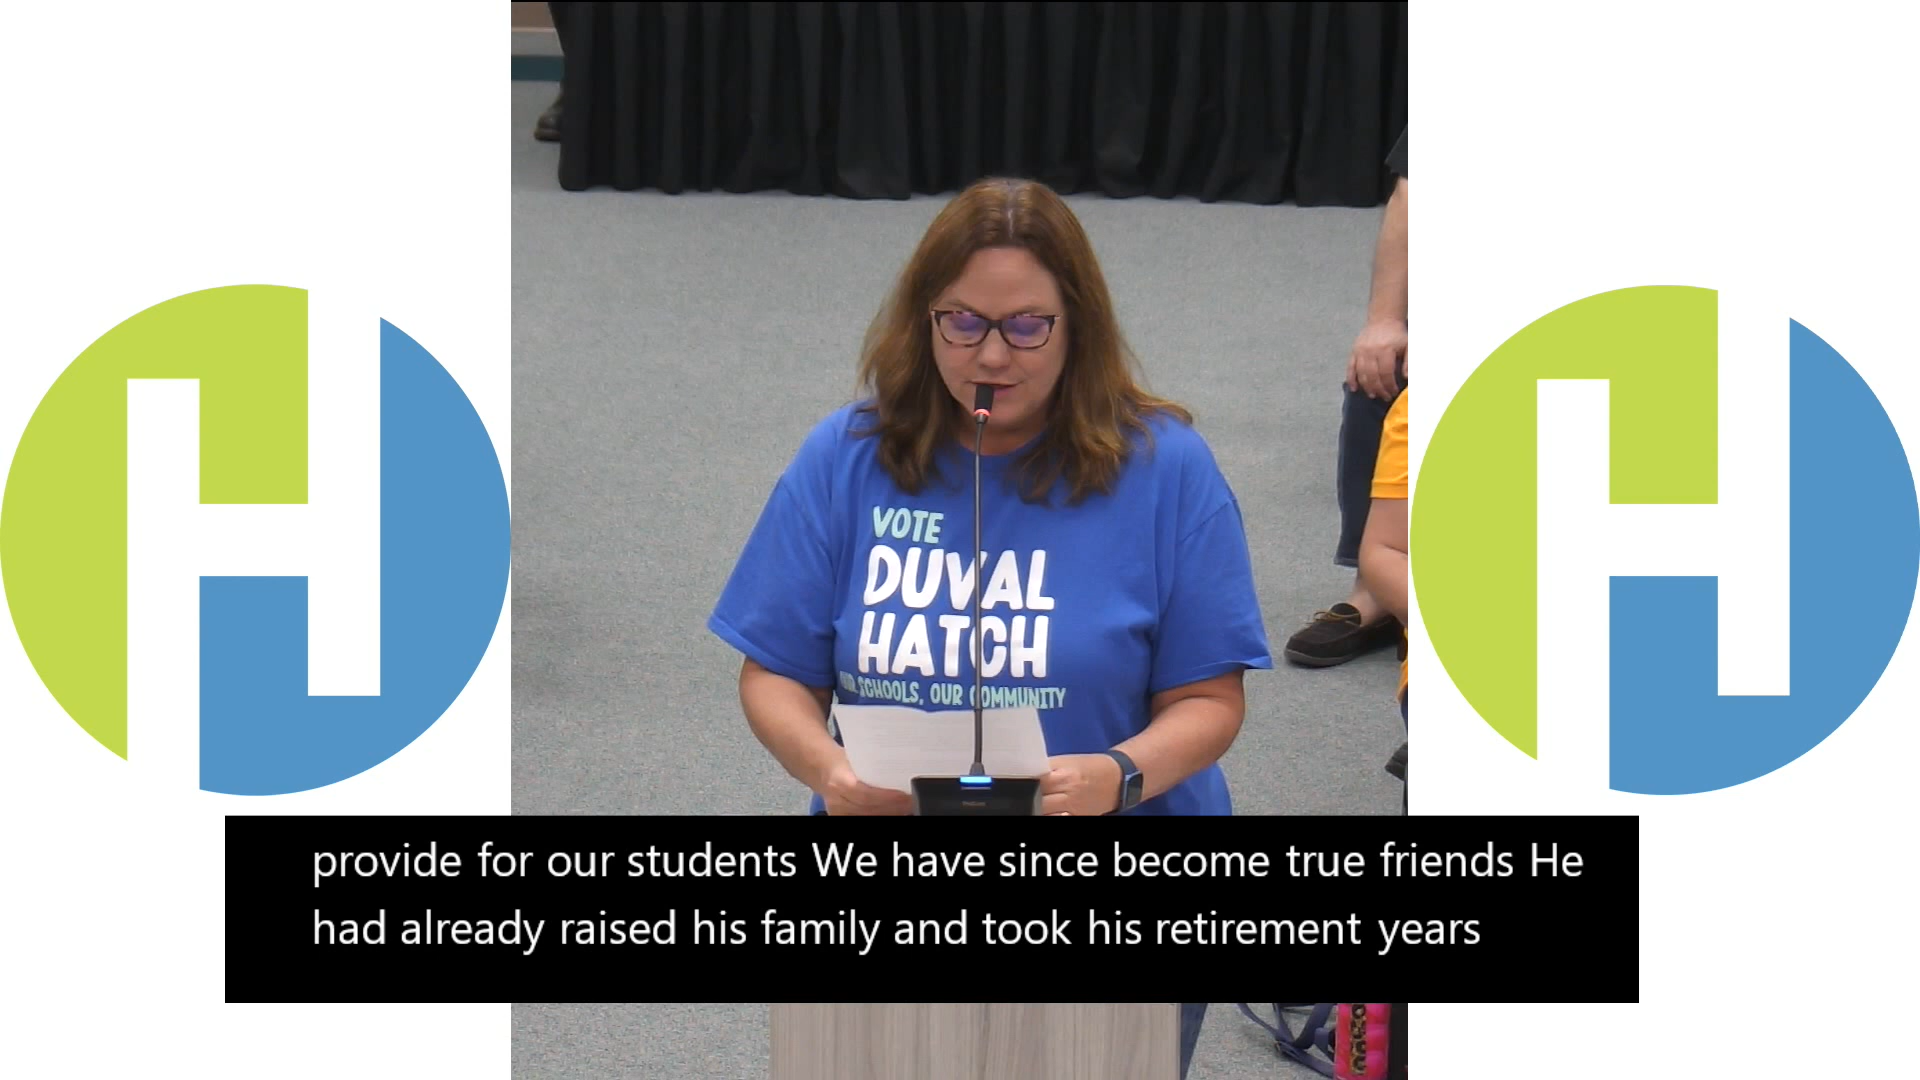 VOTE
DUVAL
HATCH
OUR SCHOOLS, OUR COMMUNITY
provide for our students We have since become true friends He
had already raised his family and took his retirement years